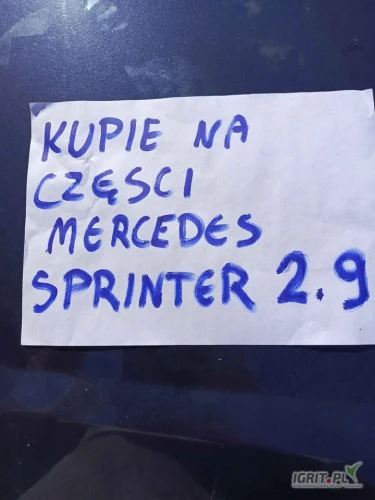 KUPIE NA
CZĘSCI
MERCEDES
SPRINTER 2.9
IGRIT.PL